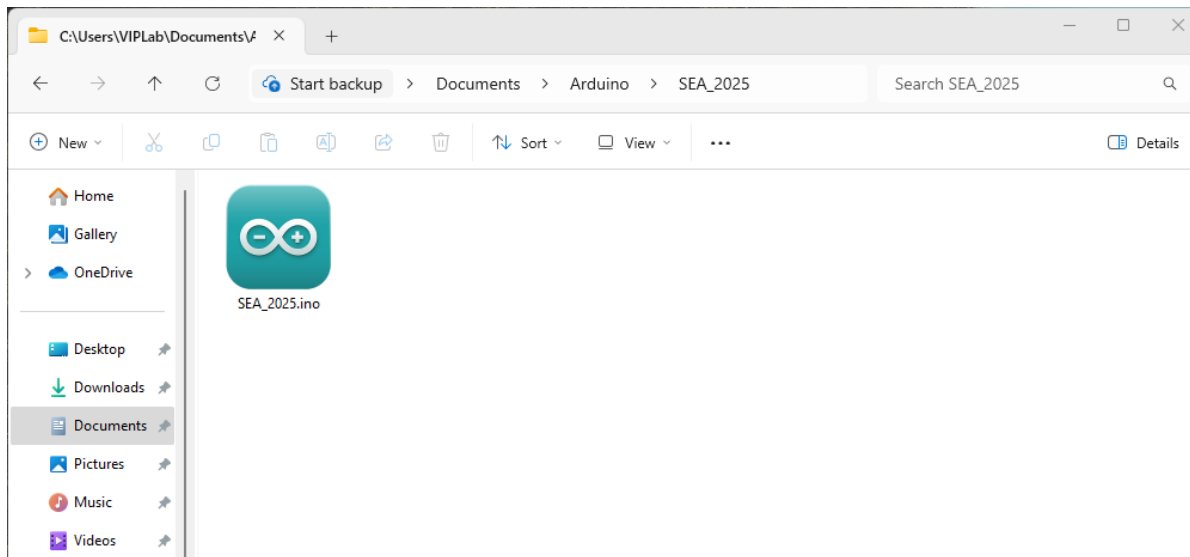 C:\Users\VIPLab\Documents\A
Start backup > Documents > Arduino > SEA_2025
Search SEA_2025
New
Sort
View
Details
Home
Gallery
OneDrive
SEA_2025.ino
Desktop
Downloads
Documents
Pictures
Music
Videos